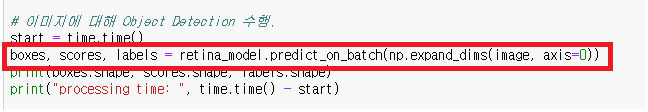 # 이미지에 대해 Object Detection 수행.
start = time.time()
boxes, scores, labels = retina_model.predict_on_batch(np.expand_dims(image, axis=0))
print(boxes.shape, scores.shape, labels.shape)
print("processing time: ", time.time() - start)